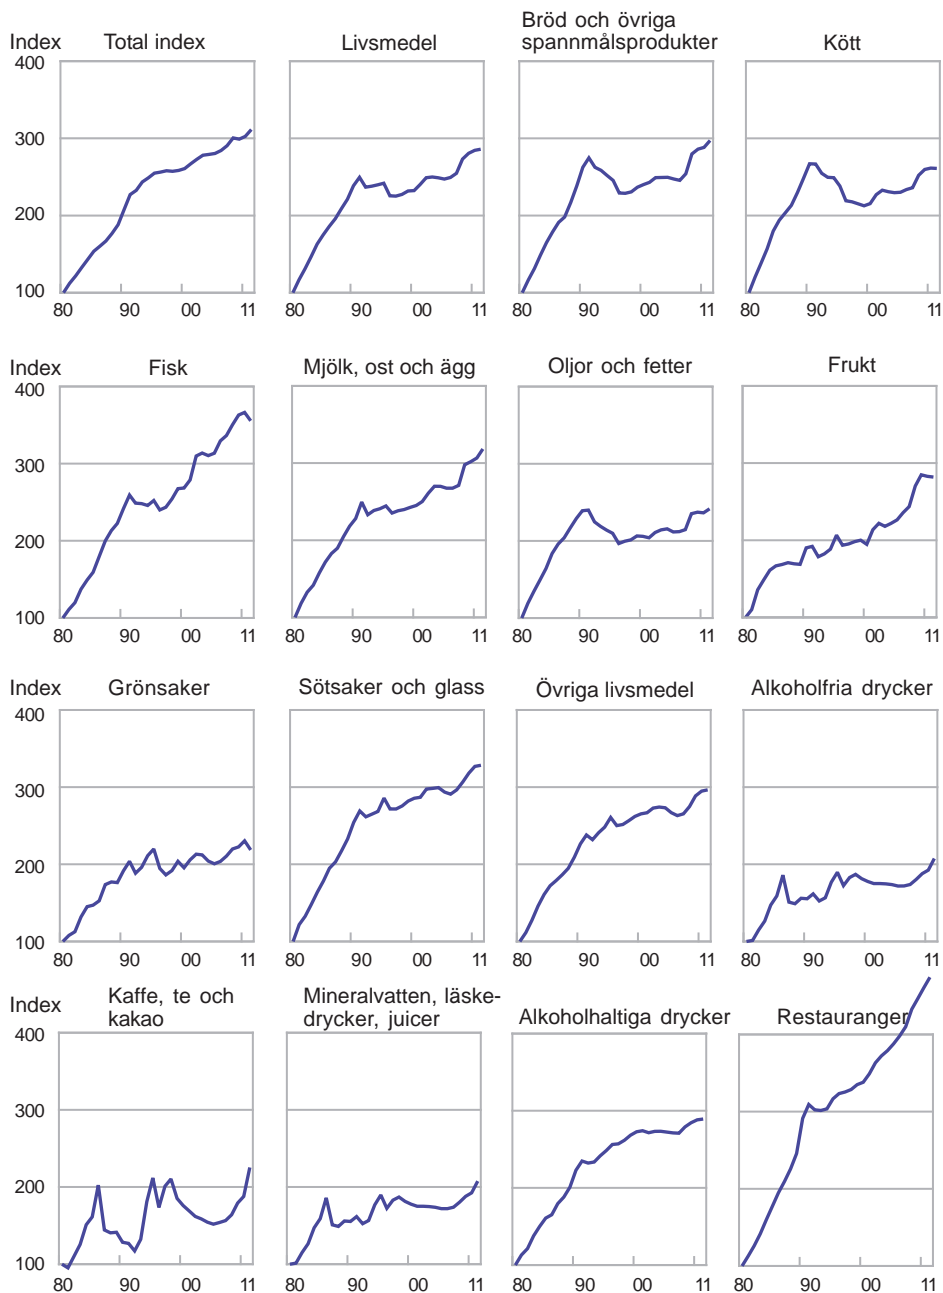 Index Total index Livsmedel Bröd och övriga
spannmålsprodukter Kött
400
300
200
100
80 90 00 11 80 90 00 11 80 90 00 11 80 90 00 11
Index Fisk Mjölk, ost och ägg Oljor och fetter Frukt
400
300
200
100
80 90 00 11 80 90 00 11 80 90 00 11 80 90 00 11
Index Grönsaker Sötsaker och glass Övriga livsmedel Alkoholfria drycker
400
300
200
100
80 90 00 11 80 90 00 11 80 90 00 11 80 90 00 11
Index Kaffe, te och
kakao Mineralvatten, läske-
drycker, juicer Alkoholhaltiga drycker Restauranger
400
300
200
100
80 90 00 11 80 90 00 11 80 90 00 11 80 90 00 11